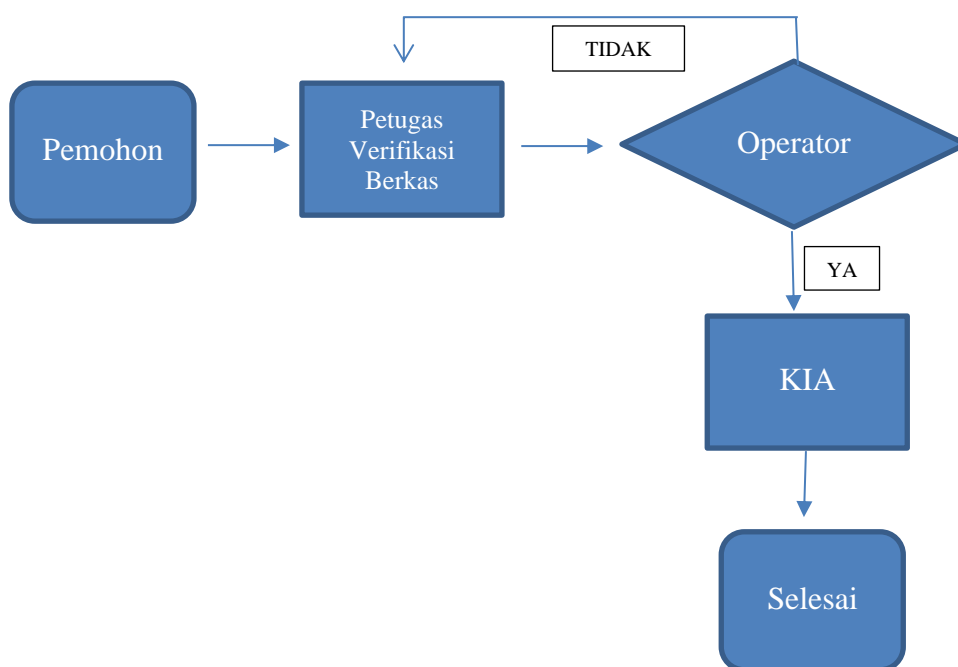 TIDAK
Pemohon
Petugas
Verifikasi
Berkas
Operator
YA
KIA
Selesai